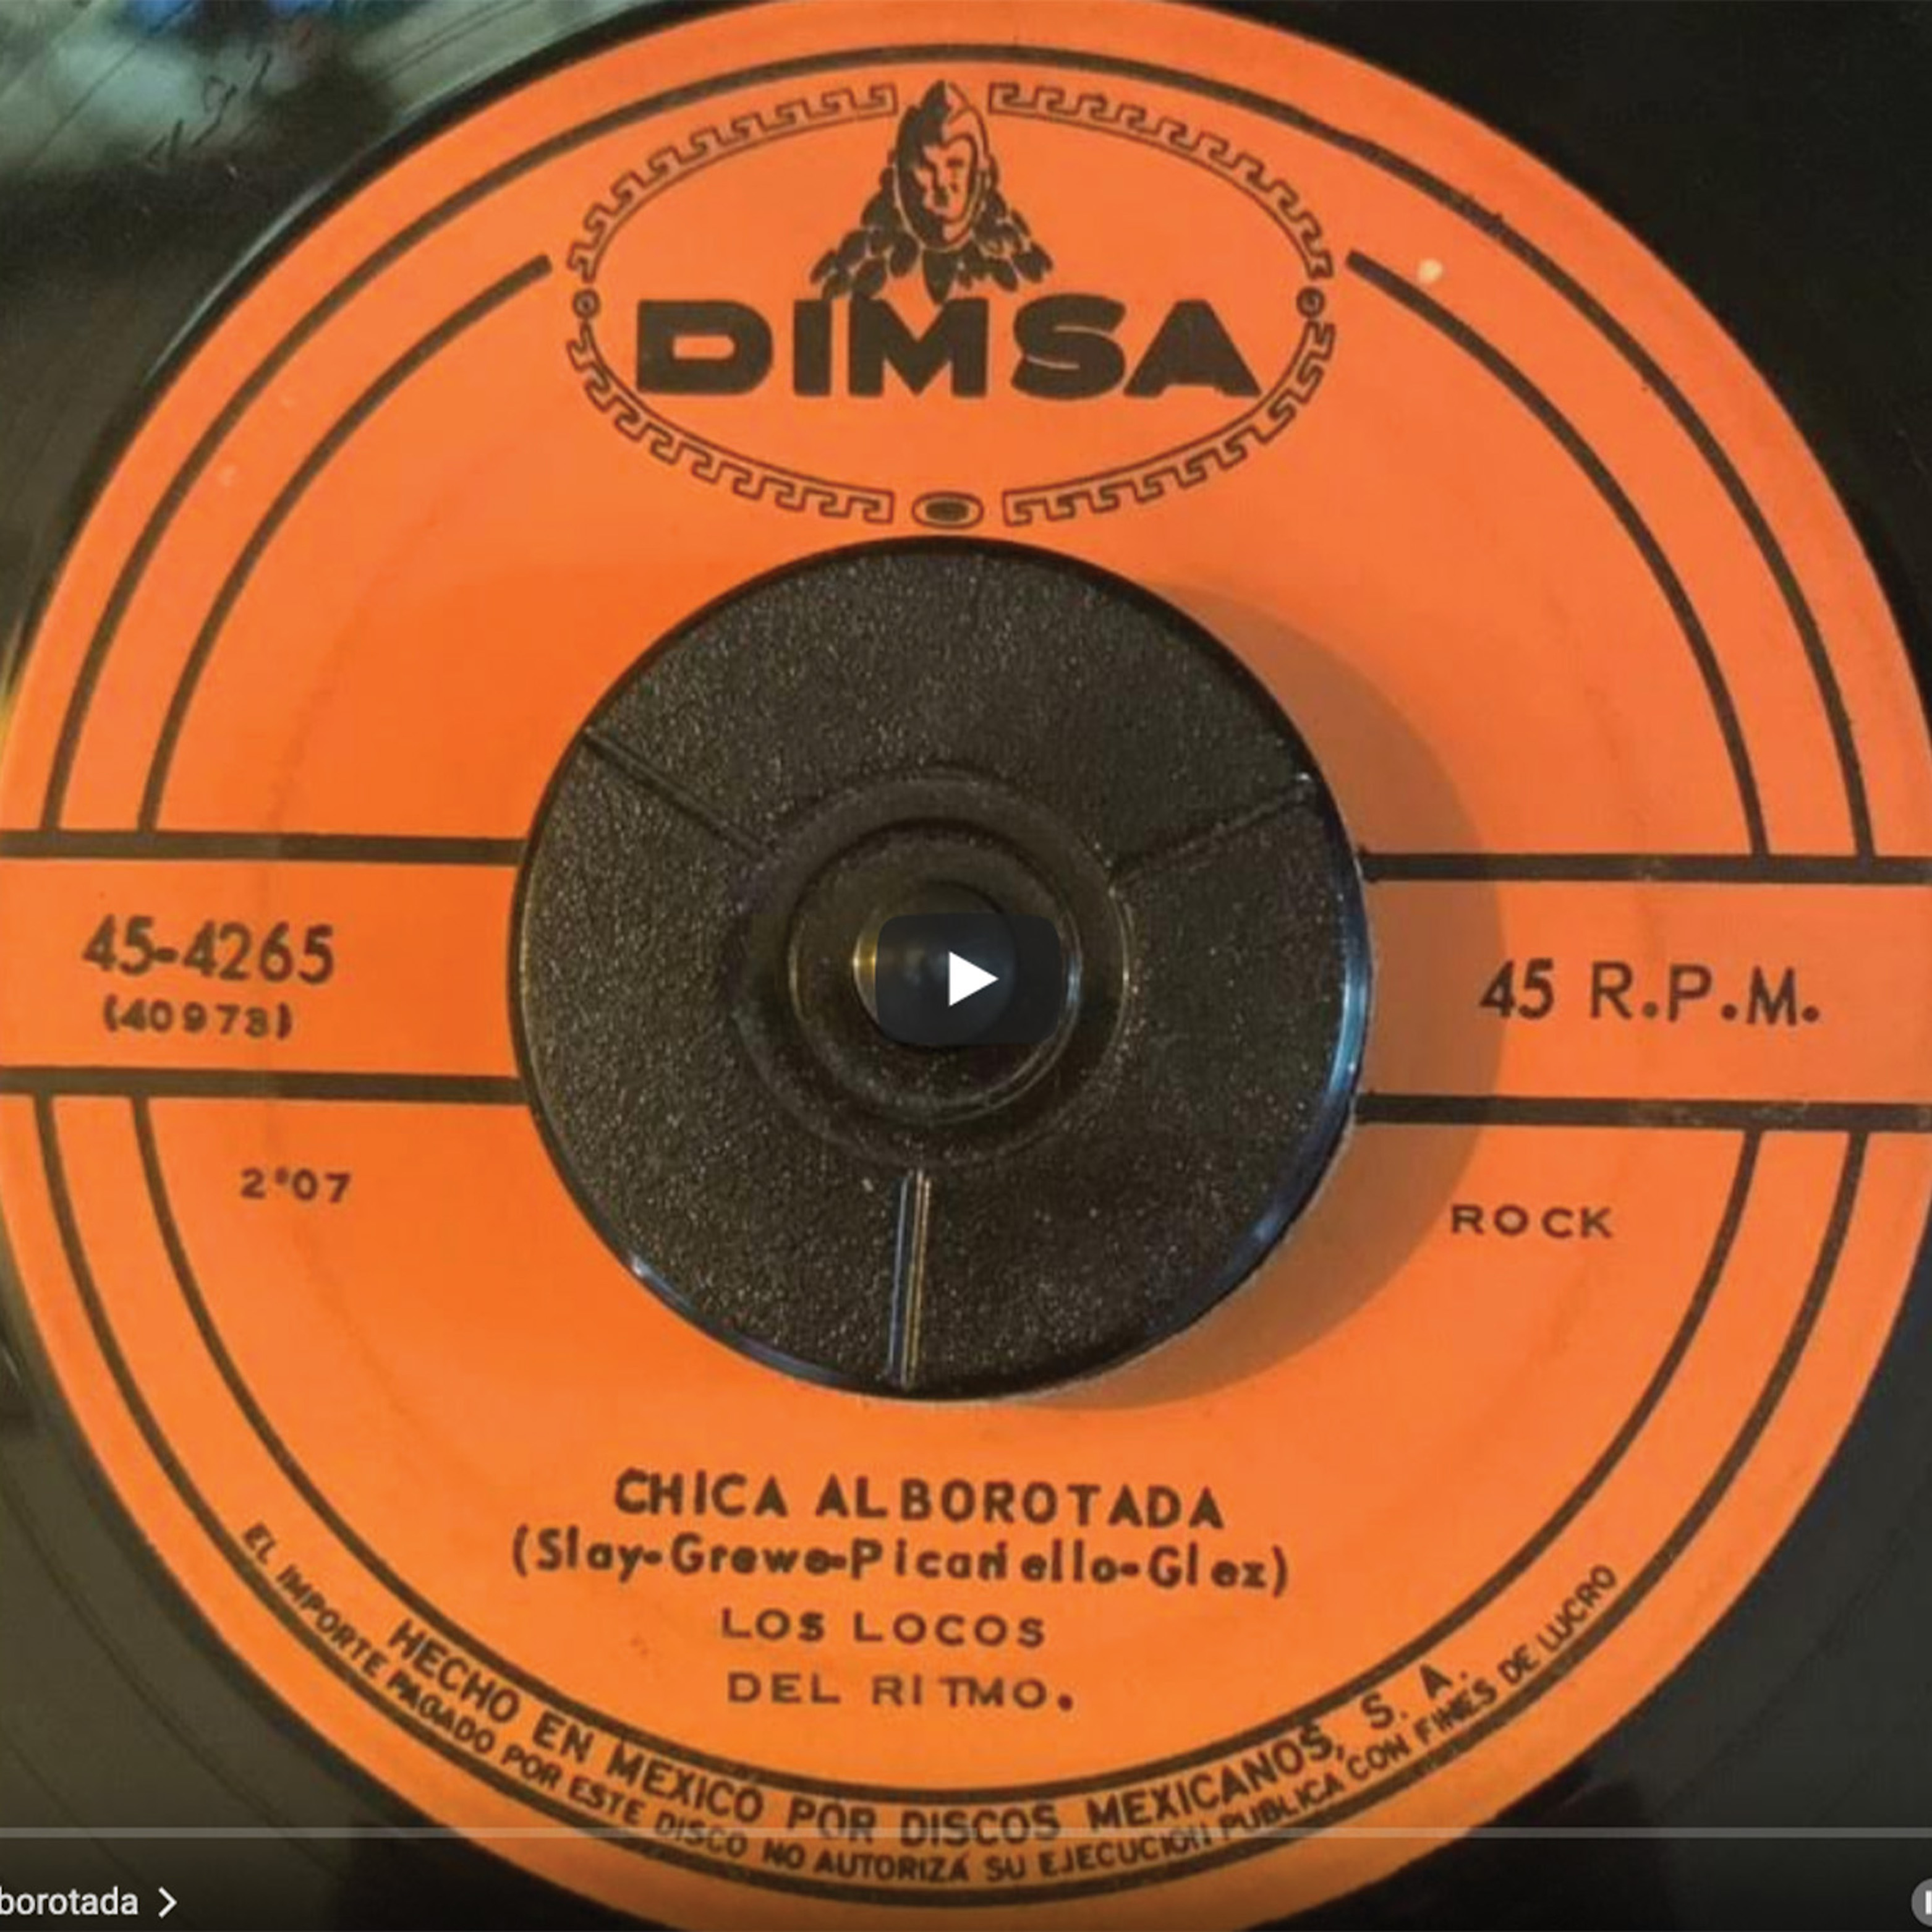 DIMSA
45-4265
(40973)
45 R.P.M.
2'07
ROCK
CHICA ALBOROTADA
(Slay-Grewe-Picariello-Glez)
LOS LOCOS
DEL RITMO.
HECHO EN MEXICO POR DISCOS MEXICANOS, S. A.
EL IMPORTE PAGADO POR ESTE DISCO NO AUTORIZA SU EJECUCION PUBLICA CON FINES DE LUCRO
borotada